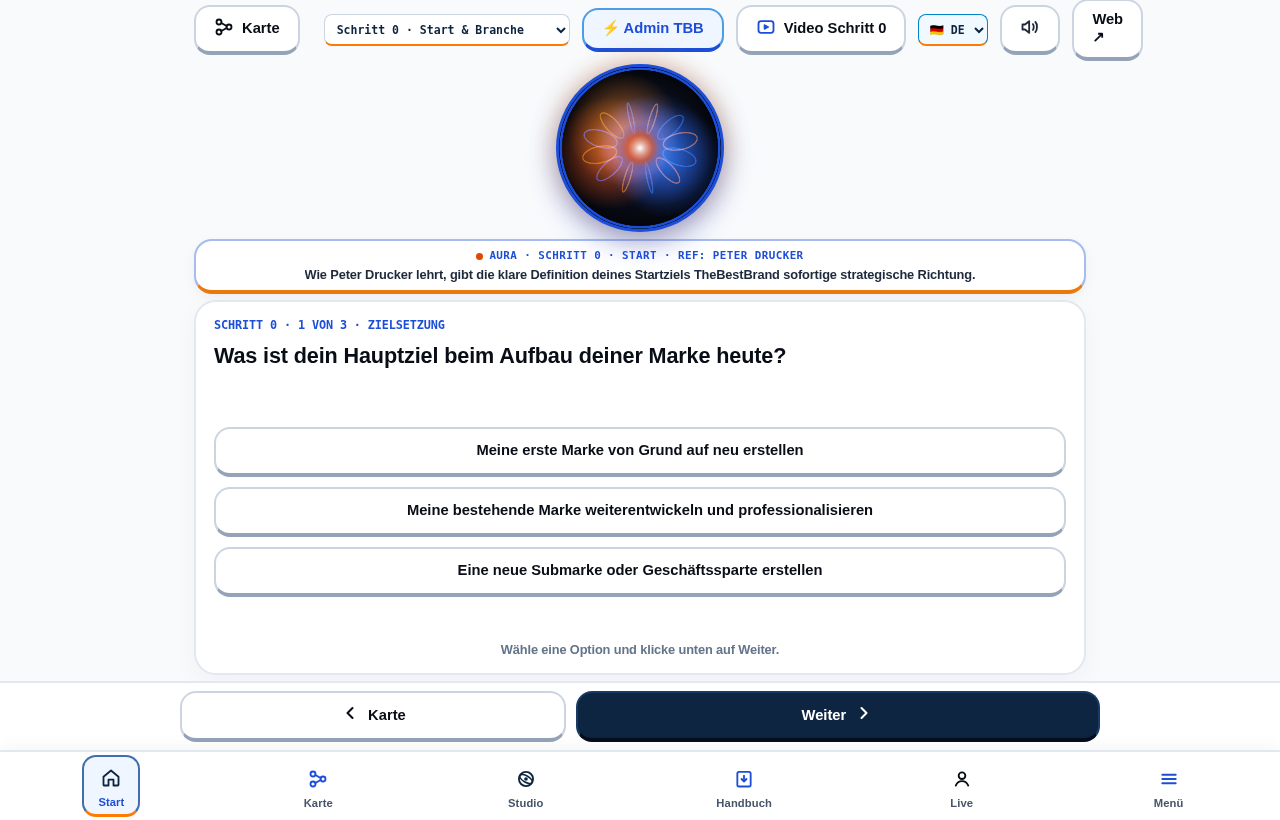 Karte
Schritt 0 · Start & Branche
⚡ Admin TBB
Video Schritt 0
🇩🇪 DE
Web
↗
AURA · SCHRITT 0 · START · REF: PETER DRUCKER
Wie Peter Drucker lehrt, gibt die klare Definition deines Startziels TheBestBrand sofortige strategische Richtung.
SCHRITT 0 · 1 VON 3 · ZIELSETZUNG
Was ist dein Hauptziel beim Aufbau deiner Marke heute?
Meine erste Marke von Grund auf neu erstellen
Meine bestehende Marke weiterentwickeln und professionalisieren
Eine neue Submarke oder Geschäftssparte erstellen
Wähle eine Option und klicke unten auf Weiter.
Karte
Weiter
Start
Karte
Studio
Handbuch
Live
Menü